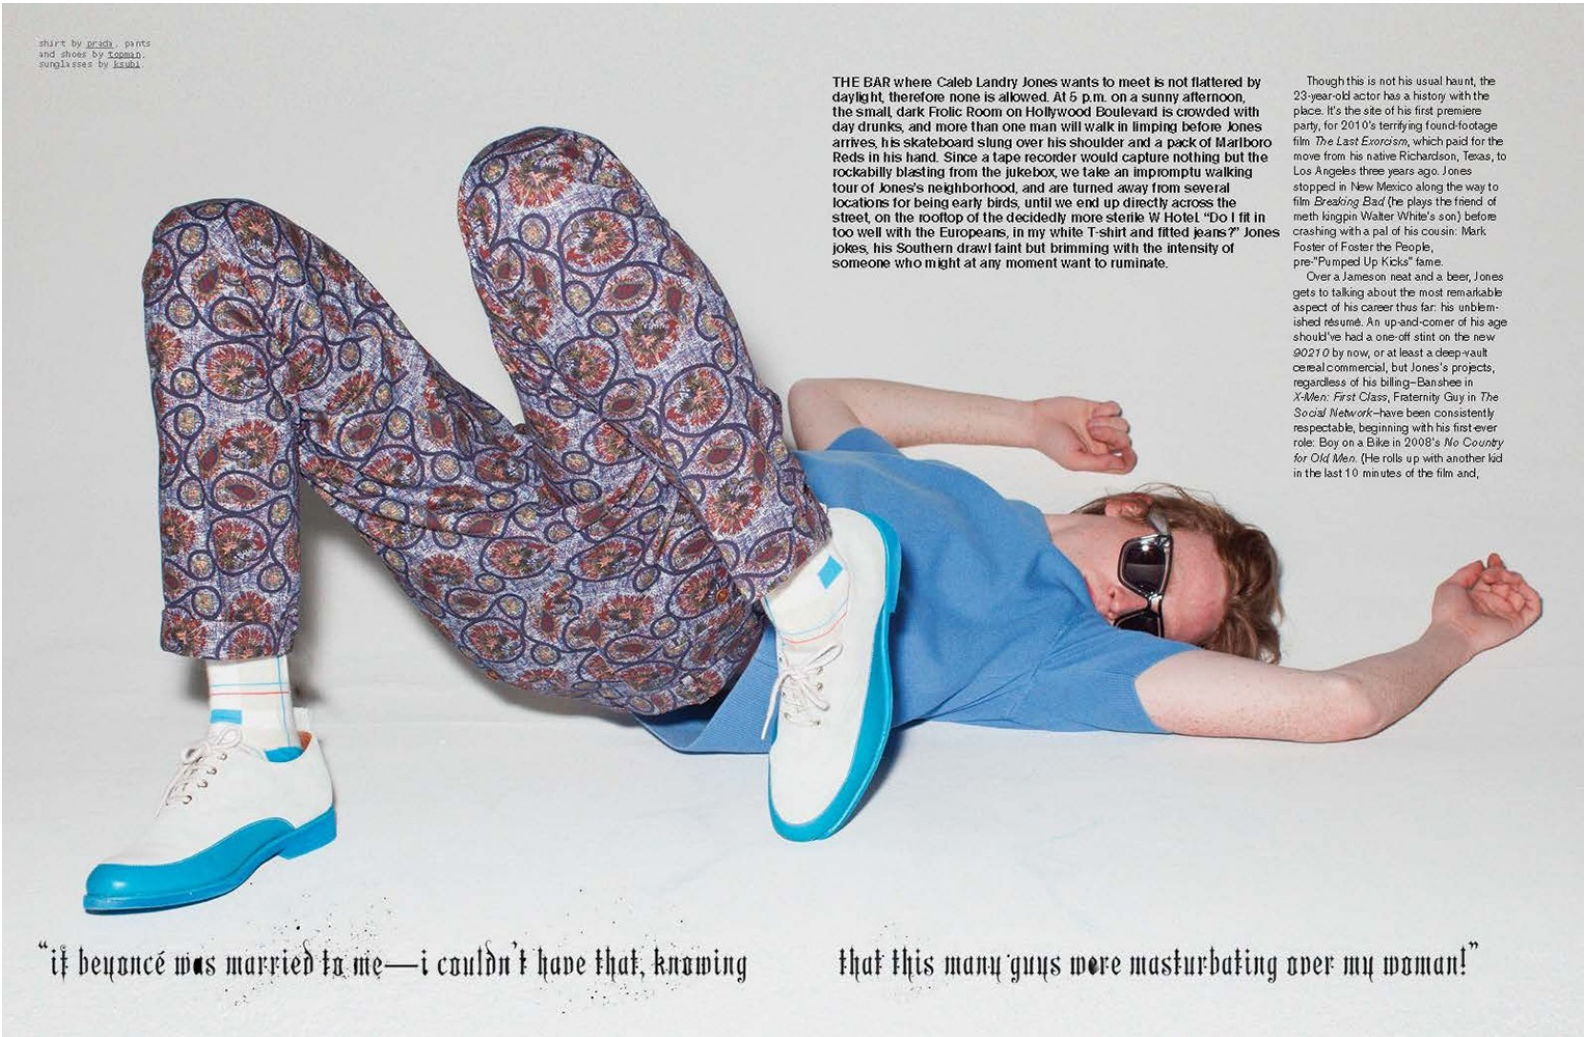 shirt by prada. pants
and shoes by topman.
sunglasses by ksubi.
THE BAR where Caleb Landry Jones wants to meet is not flattered by
daylight, therefore none is allowed. At 5 p.m. on a sunny afternoon,
the small, dark Frolic Room on Hollywood Boulevard is crowded with
day drunks, and more than one man will walk in limping before Jones
arrives, his skateboard slung over his shoulder and a pack of Marlboro
Reds in his hand. Since a tape recorder would capture nothing but the
rockabilly blasting from the jukebox, we take an impromptu walking
tour of Jones's neighborhood, and are turned away from several
locations for being early birds, until we end up directly across the
street, on the rooftop of the decidedly more sterile W Hotel. “Do I fit in
too well with the Europeans, in my white T-shirt and fitted jeans?” Jones
jokes, his Southern drawl faint but brimming with the intensity of
someone who might at any moment want to ruminate.
Though this is not his usual haunt, the
23-year-old actor has a history with the
place. It's the site of his first premiere
party, for 2010's terrifying found-footage
film The Last Exorcism, which paid for the
move from his native Richardson, Texas, to
Los Angeles three years ago. Jones
stopped in New Mexico along the way to
film Breaking Bad (he plays the friend of
meth kingpin Walter White's son) before
crashing with a pal of his cousin: Mark
Foster of Foster the People,
pre-"Pumped Up Kicks" fame.
Over a Jameson neat and a beer, Jones
gets to talking about the most remarkable
aspect of his career thus far: his unblem-
ished résumé. An up-and-comer of his age
should've had a one-off stint on the new
90210 by now, or at least a deep-vault
cereal commercial, but Jones's projects,
regardless of his billing—Banshee in
X-Men: First Class, Fraternity Guy in The
Social Network—have been consistently
respectable, beginning with his first-ever
role: Boy on a Bike in 2008's No Country
for Old Men. (He rolls up with another kid
in the last 10 minutes of the film and,
“if beyoncé was married to me—i couldn't have that, knowing
that this many guys were masturbating over my woman!”